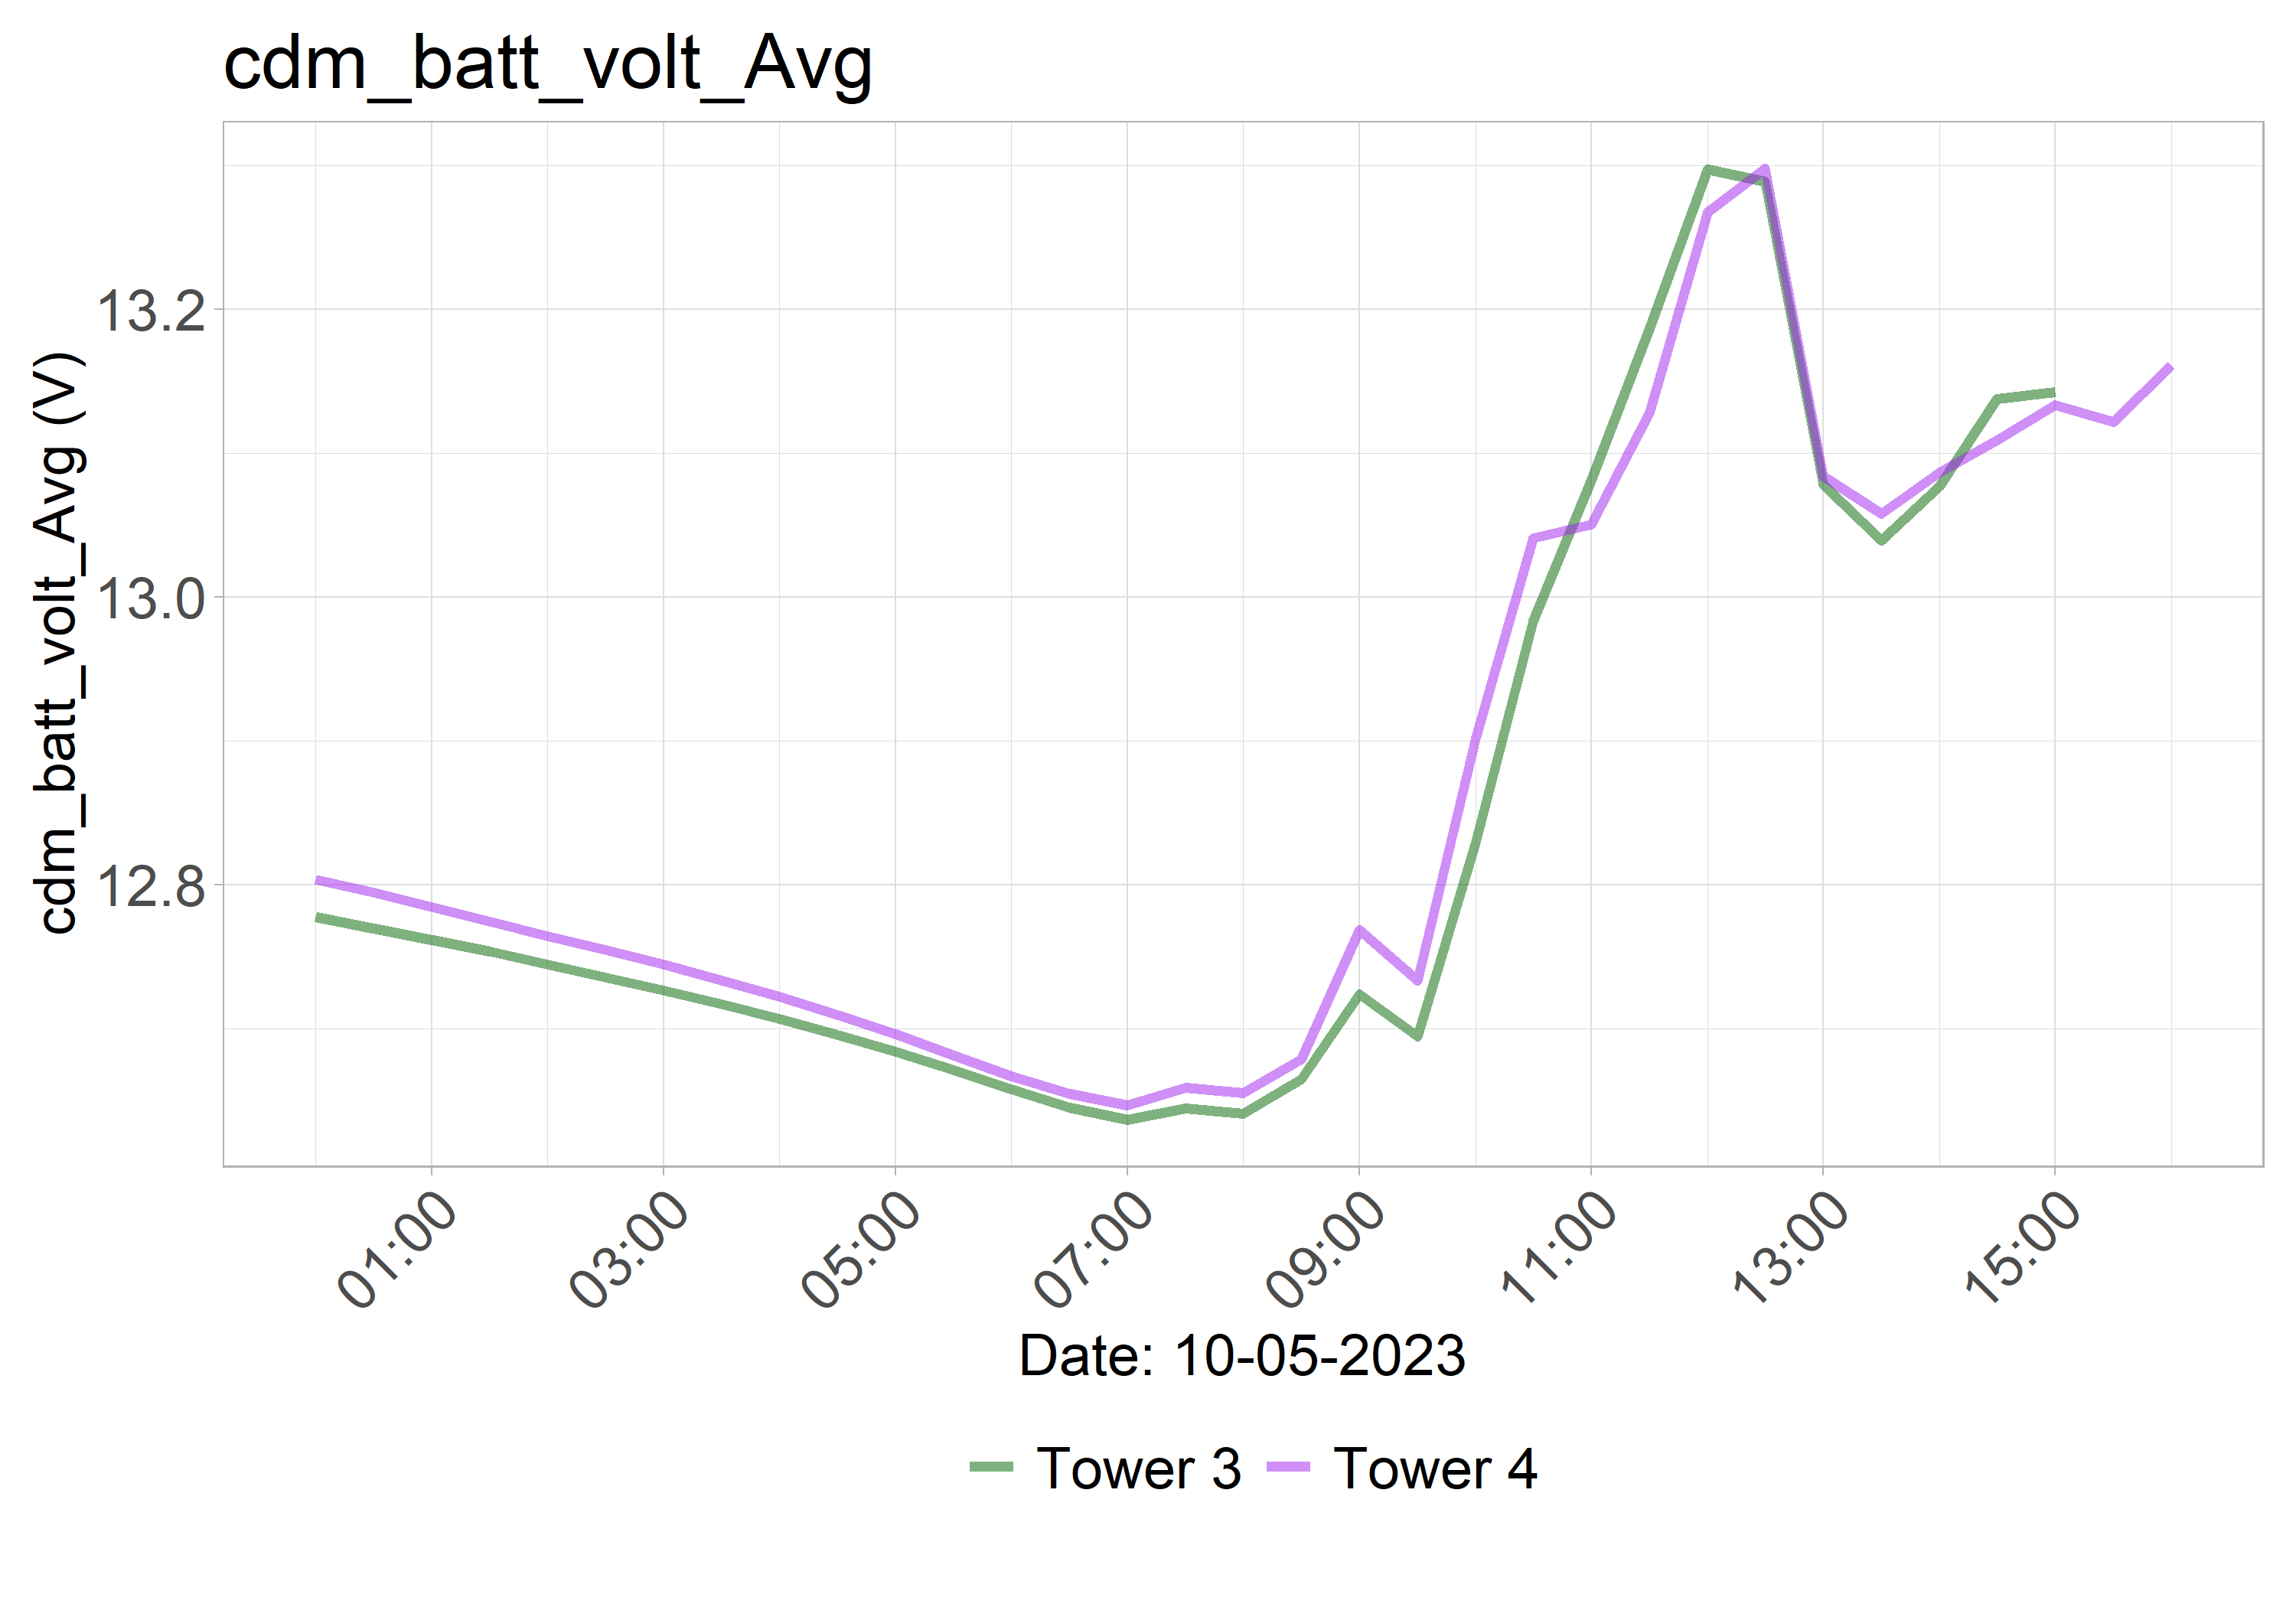 cdm_batt_volt_Avg
cdm_batt_volt_Avg (V)
13.2
13.0
12.8
01:00
03:00
05:00
07:00
09:00
11:00
13:00
15:00
Date: 10-05-2023
Tower 3
Tower 4